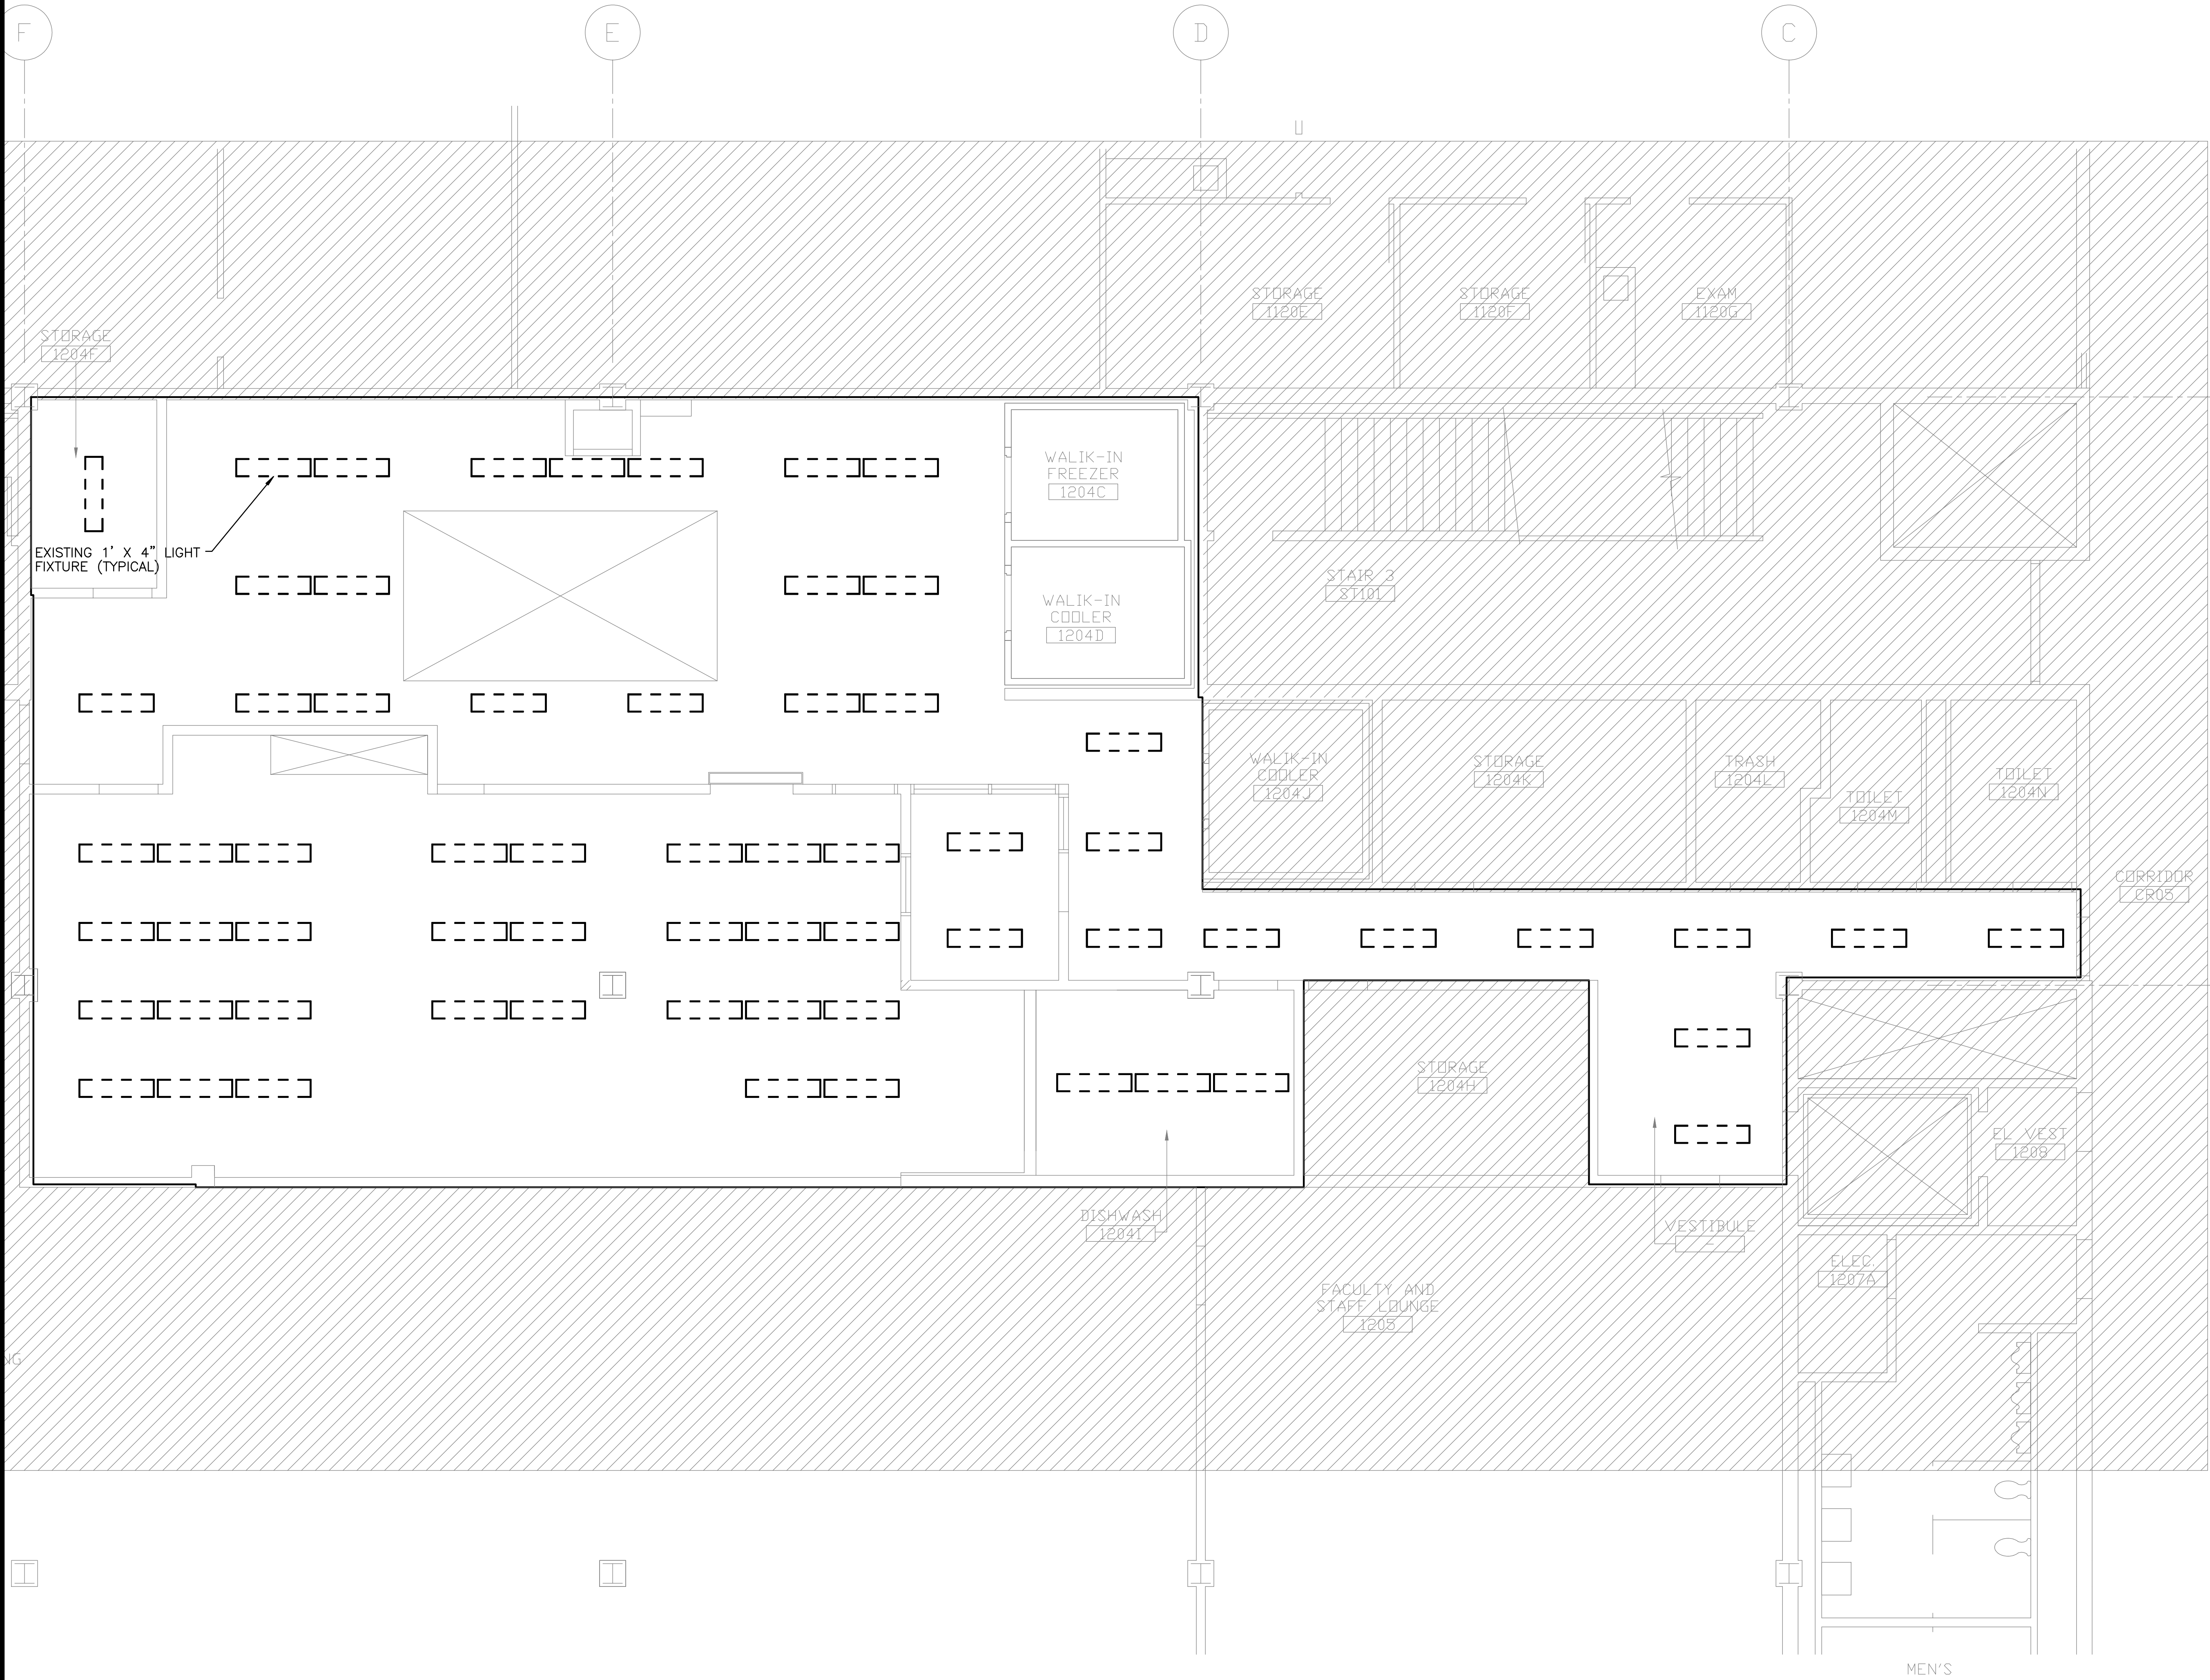 F
E
D
C
STORAGE
1120E
STORAGE
1120F
EXAM
1120G
STORAGE
1204F
WALIK-IN
FREEZER
1204C
EXISTING 1' X 4" LIGHT
FIXTURE (TYPICAL)
STAIR 3
ST101
WALIK-IN
COOLER
1204D
WALIK-IN
COOLER
1204J
STORAGE
1204K
TRASH
1204L
TOILET
1204M
TOILET
1204N
CORRIDOR
CR05
STORAGE
1204H
EL VEST
1208
DISHWASH
1204I
VESTIBULE
-
ELEC.
1207A
FACULTY AND
STAFF LOUNGE
1205
NG
MEN'S